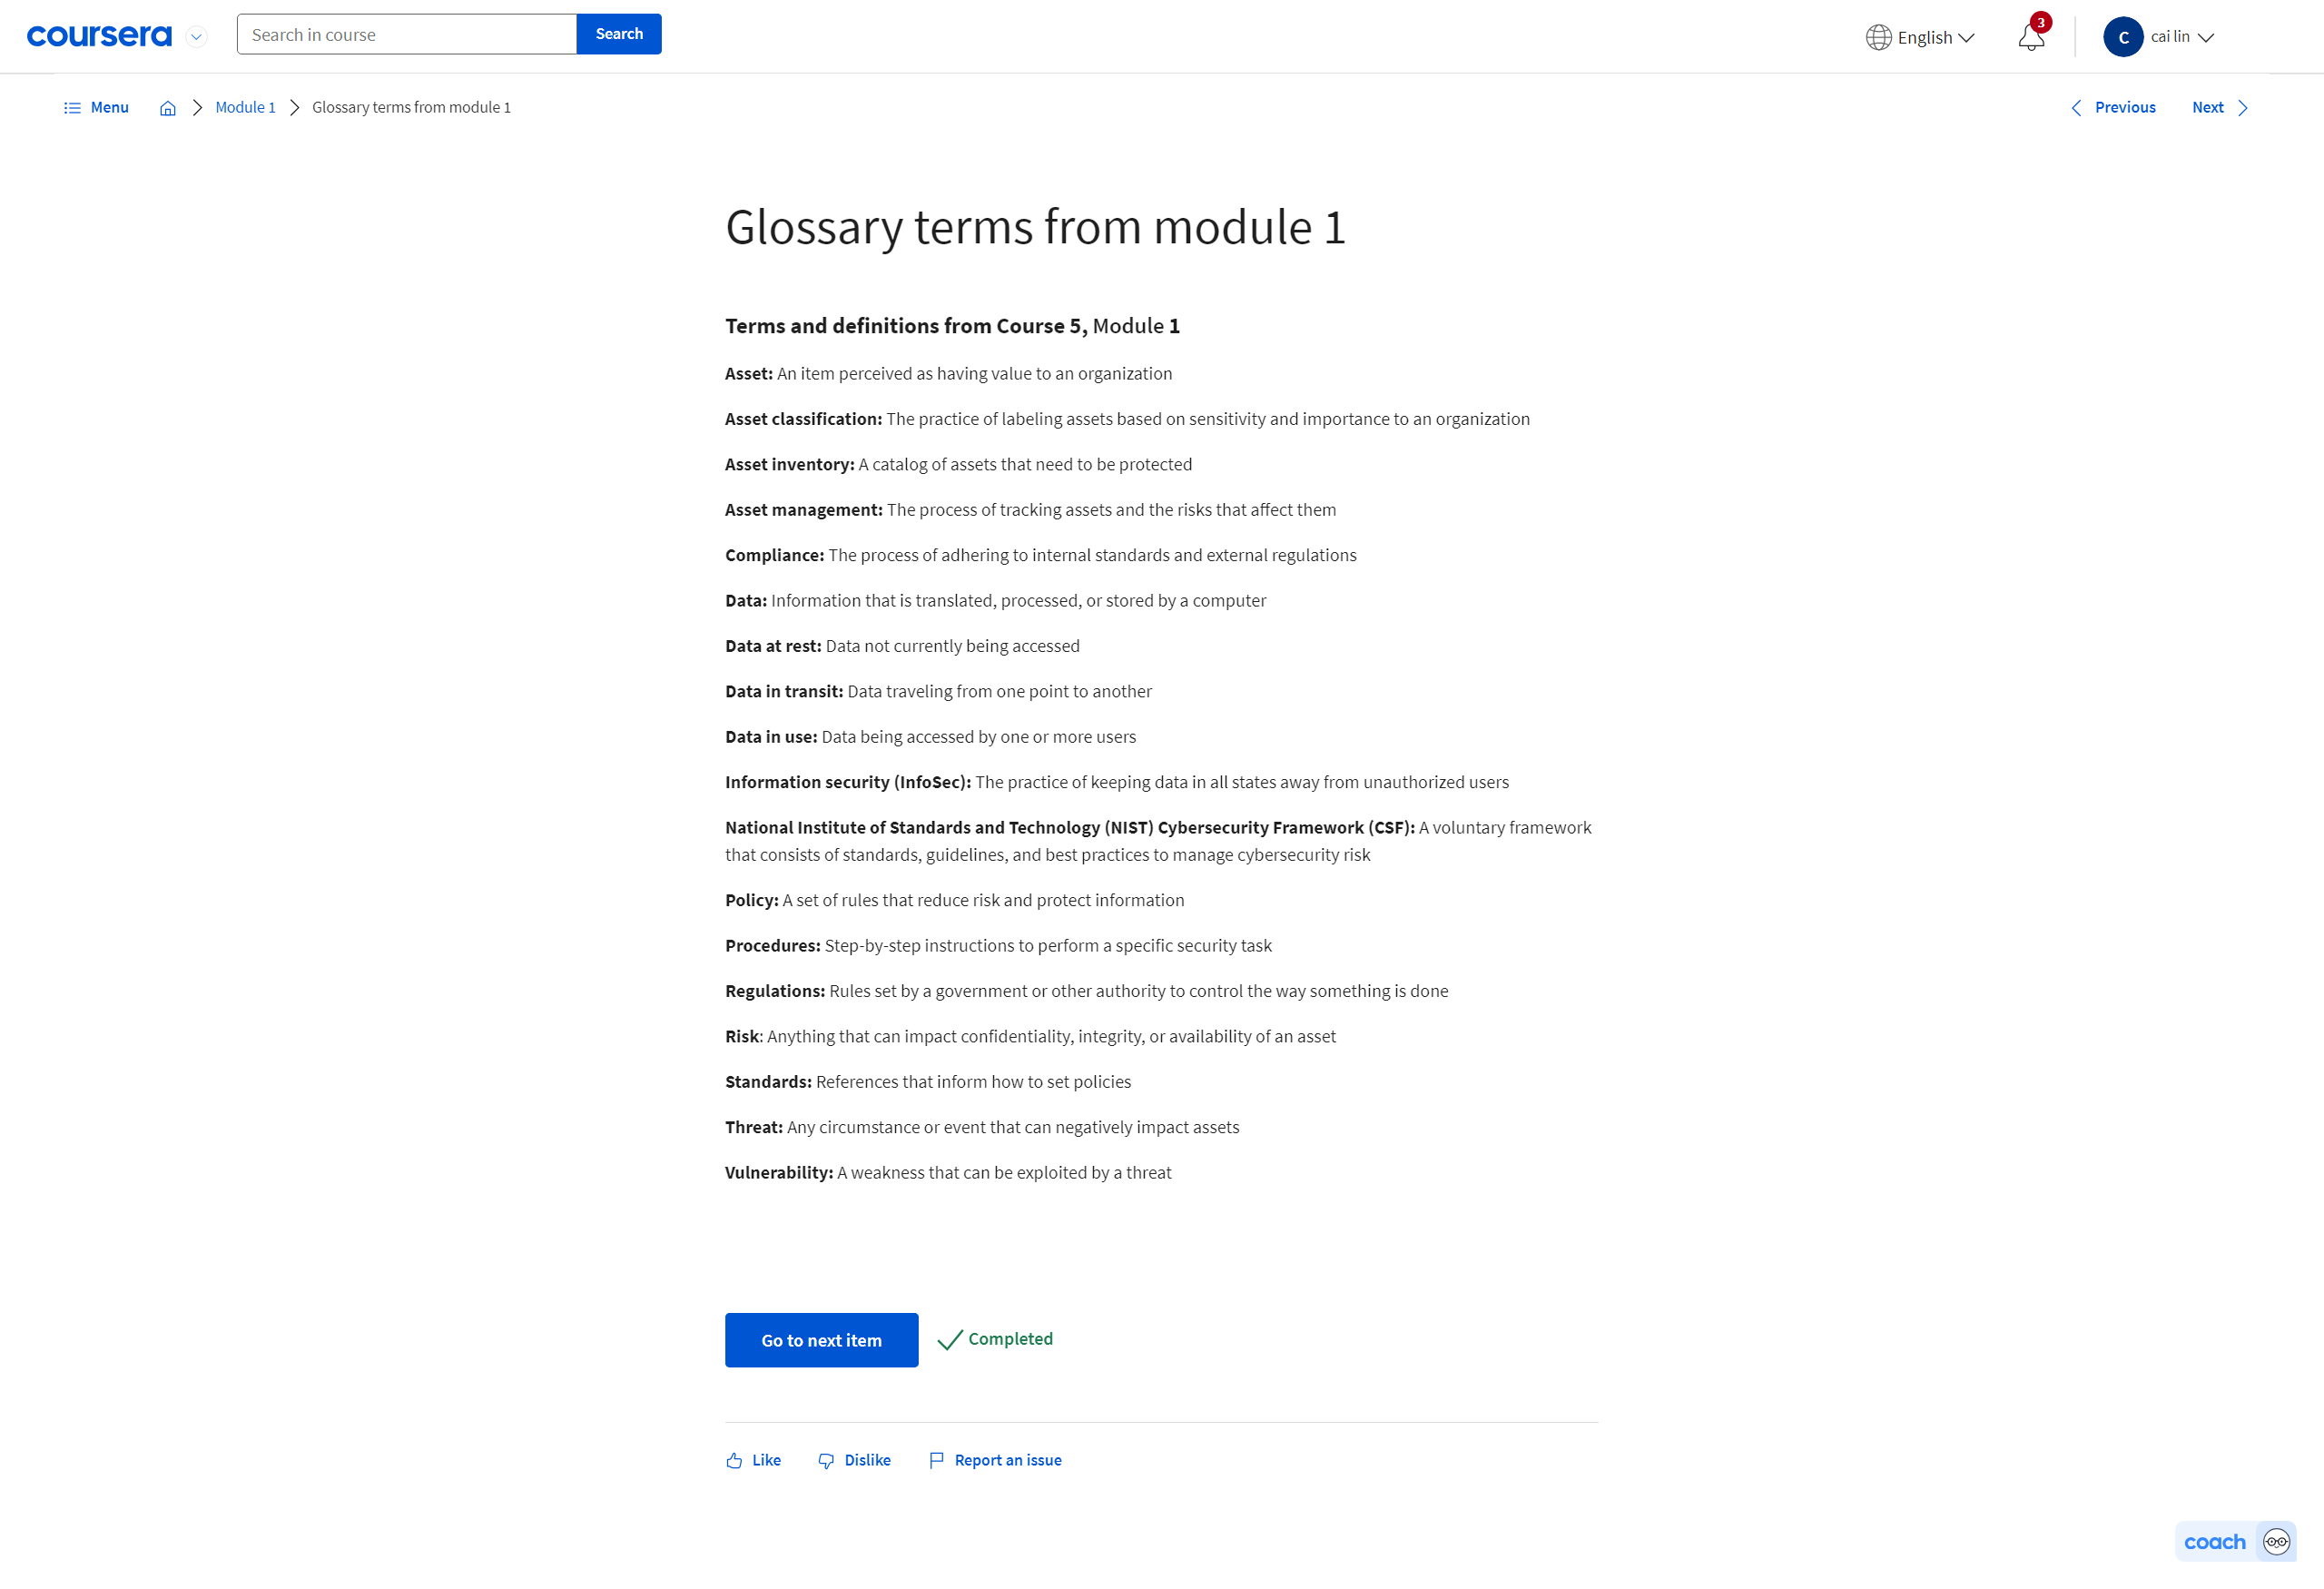 coursera
Search in course
Search
English
3
C
cai lin
Menu
Module 1
Glossary terms from module 1
Previous
Next
Glossary terms from module 1
Terms and definitions from Course 5, Module 1
Asset: An item perceived as having value to an organization
Asset classification: The practice of labeling assets based on sensitivity and importance to an organization
Asset inventory: A catalog of assets that need to be protected
Asset management: The process of tracking assets and the risks that affect them
Compliance: The process of adhering to internal standards and external regulations
Data: Information that is translated, processed, or stored by a computer
Data at rest: Data not currently being accessed
Data in transit: Data traveling from one point to another
Data in use: Data being accessed by one or more users
Information security (InfoSec): The practice of keeping data in all states away from unauthorized users
National Institute of Standards and Technology (NIST) Cybersecurity Framework (CSF): A voluntary framework
that consists of standards, guidelines, and best practices to manage cybersecurity risk
Policy: A set of rules that reduce risk and protect information
Procedures: Step-by-step instructions to perform a specific security task
Regulations: Rules set by a government or other authority to control the way something is done
Risk: Anything that can impact confidentiality, integrity, or availability of an asset
Standards: References that inform how to set policies
Threat: Any circumstance or event that can negatively impact assets
Vulnerability: A weakness that can be exploited by a threat
Go to next item
Completed
Like
Dislike
Report an issue
coach